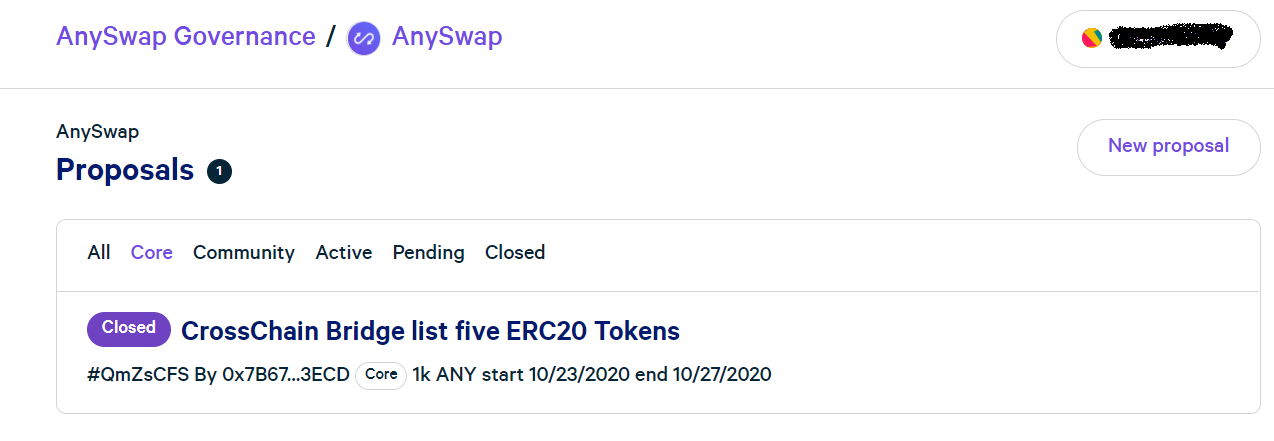 AnySwap Governance / AnySwap
AnySwap
Proposals 1
New proposal
All Core Community Active Pending Closed
Closed CrossChain Bridge list five ERC20 Tokens
#QmZsCFS By 0x7B67...3ECD Core 1k ANY start 10/23/2020 end 10/27/2020